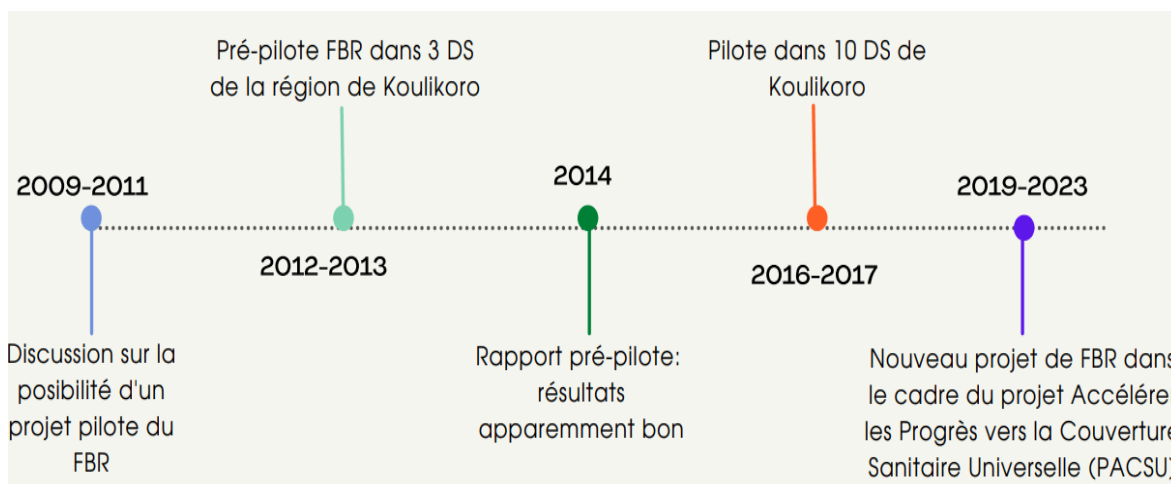 Pré-pilote FBR dans 3 DS
de la région de Koulikoro
Pilote dans 10 DS de
Koulikoro
2009-2011
2014
2019-2023
2012-2013
2016-2017
Discussion sur la
posibilité d'un
projet pilote du
FBR
Rapport pré-pilote:
résultats
apparemment bon
Nouveau projet de FBR dans
le cadre du projet Accélérer
les Progrès vers la Couverture
Sanitaire Universelle (PACSU)